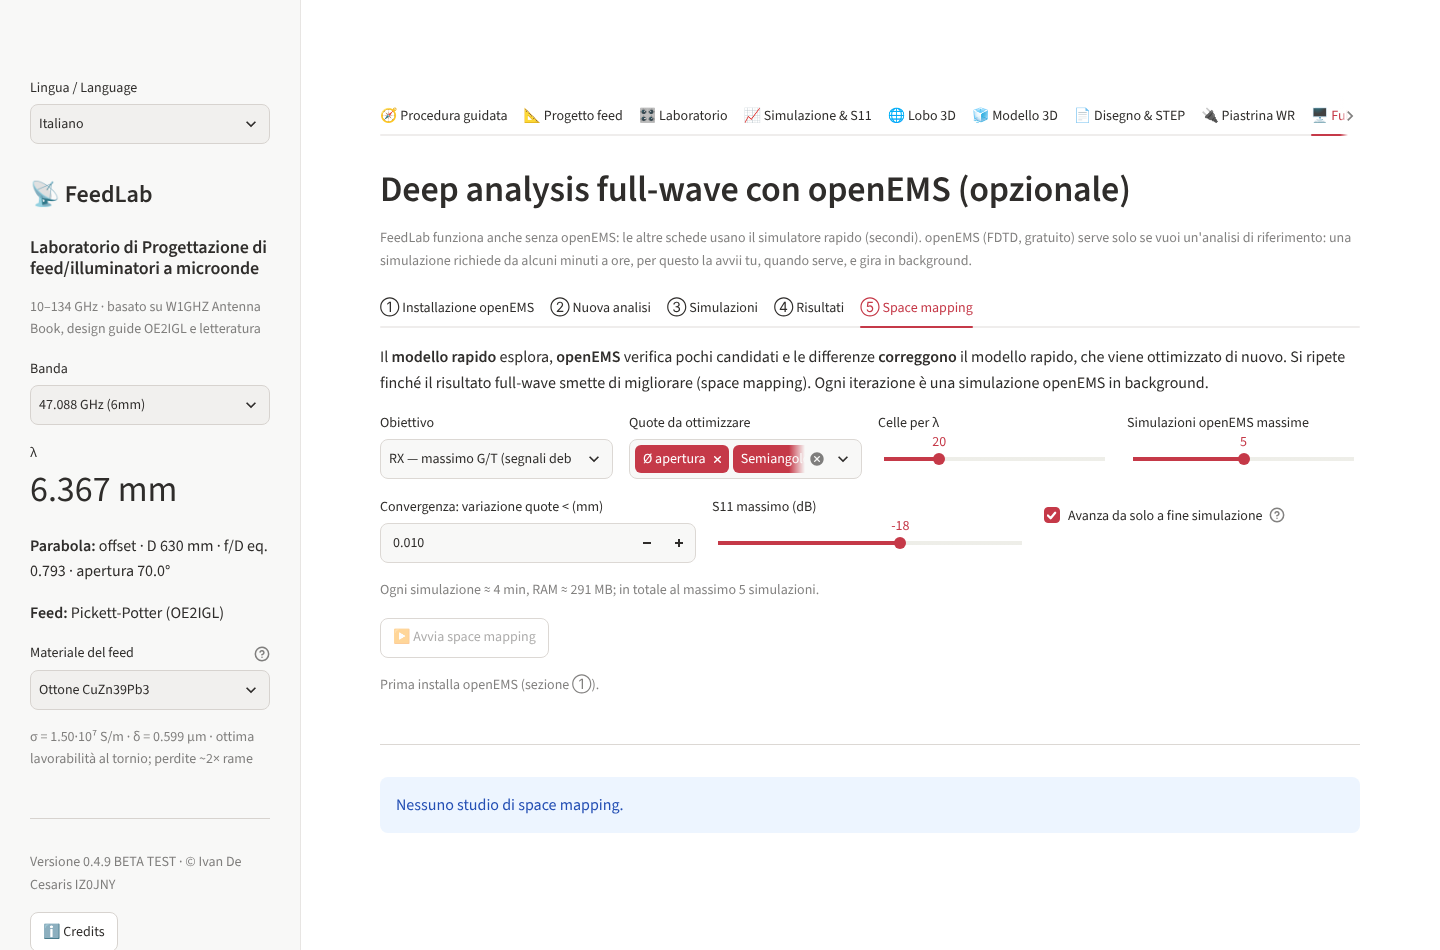 Lingua / Language
Italiano
📡 FeedLab
Laboratorio di Progettazione di
feed/illuminatori a microonde
10–134 GHz · basato su W1GHZ Antenna
Book, design guide OE2IGL e letteratura
Banda
47.088 GHz (6mm)
λ
6.367 mm
Parabola: offset · D 630 mm · f/D eq.
0.793 · apertura 70.0°
Feed: Pickett-Potter (OE2IGL)
Materiale del feed
Ottone CuZn39Pb3
σ = 1.50·10⁷ S/m · δ = 0.599 µm · ottima
lavorabilità al tornio; perdite ~2× rame
Versione 0.4.9 BETA TEST · © Ivan De
Cesaris IZ0JNY
ℹ️ Credits
🧭 Procedura guidata 📐 Progetto feed 🎛️ Laboratorio 📈 Simulazione & S11 🌐 Lobo 3D 🧊 Modello 3D 📄 Disegno & STEP 🔌 Piastrina WR 🖥️ Fu
Deep analysis full-wave con openEMS (opzionale)
FeedLab funziona anche senza openEMS: le altre schede usano il simulatore rapido (secondi). openEMS (FDTD, gratuito) serve solo se vuoi un'analisi di riferimento: una
simulazione richiede da alcuni minuti a ore, per questo la avvii tu, quando serve, e gira in background.
① Installazione openEMS ② Nuova analisi ③ Simulazioni ④ Risultati ⑤ Space mapping
Il modello rapido esplora, openEMS verifica pochi candidati e le differenze correggono il modello rapido, che viene ottimizzato di nuovo. Si ripete
finché il risultato full-wave smette di migliorare (space mapping). Ogni iterazione è una simulazione openEMS in background.
Obiettivo Quote da ottimizzare Celle per λ Simulazioni openEMS massime
20 5
RX — massimo G/T (segnali deb Ø apertura Semiangol
Convergenza: variazione quote < (mm) S11 massimo (dB)
Avanza da solo a fine simulazione
-18
0.010
Ogni simulazione ≈ 4 min, RAM ≈ 291 MB; in totale al massimo 5 simulazioni.
▶️ Avvia space mapping
Prima installa openEMS (sezione ①).
Nessuno studio di space mapping.